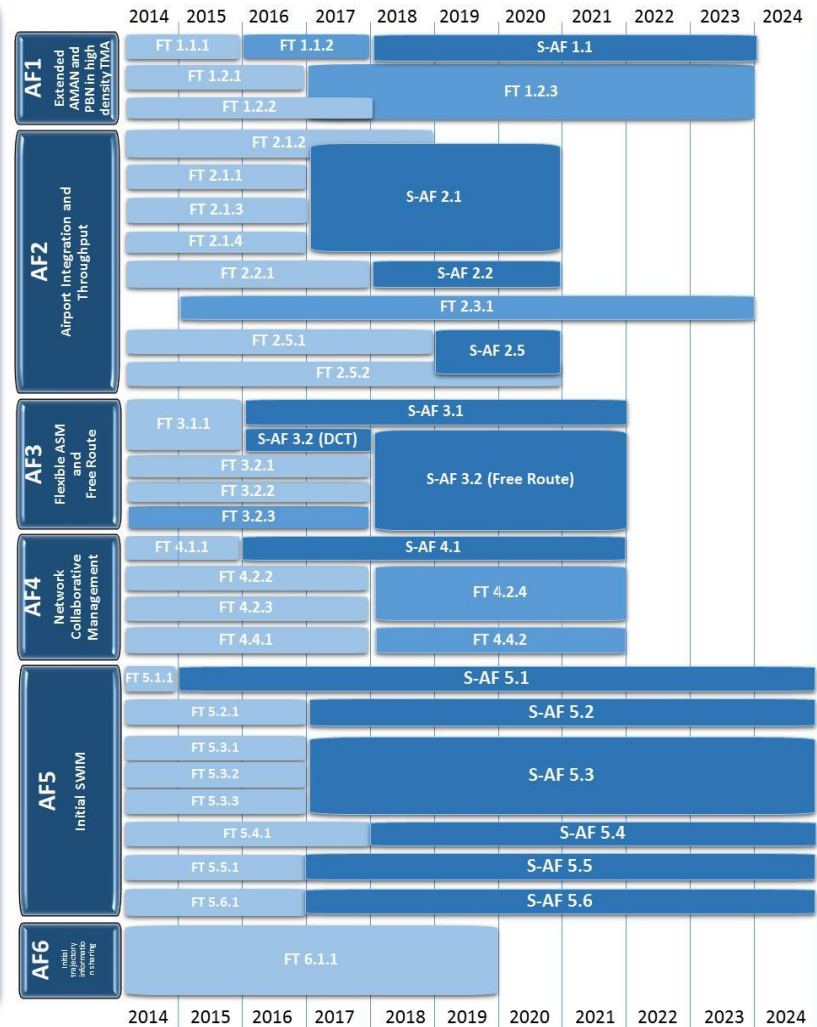 2014 2015 2016 2017 2018 2019 2020 2021 2022 2023 2024
AF1
Extended
AMAN and
PBN in high
density TMA
FT 1.1.1
FT 1.1.2
S-AF 1.1
FT 1.2.1
FT 1.2.3
FT 1.2.2
AF2
Airport Integration and
Throughput
FT 2.1.2
FT 2.1.1
S-AF 2.1
FT 2.1.3
FT 2.1.4
FT 2.2.1
S-AF 2.2
FT 2.3.1
FT 2.5.1
S-AF 2.5
FT 2.5.2
AF3
Flexible ASM
and
Free Route
FT 3.1.1
S-AF 3.1
S-AF 3.2 (DCT)
FT 3.2.1
S-AF 3.2 (Free Route)
FT 3.2.2
FT 3.2.3
AF4
Network
Collaborative
Management
FT 4.1.1
S-AF 4.1
FT 4.2.2
FT 4.2.4
FT 4.2.3
FT 4.4.1
FT 4.4.2
AF5
Initial SWIM
FT 5.1.1
S-AF 5.1
FT 5.2.1
S-AF 5.2
FT 5.3.1
FT 5.3.2
S-AF 5.3
FT 5.3.3
FT 5.4.1
S-AF 5.4
FT 5.5.1
S-AF 5.5
FT 5.6.1
S-AF 5.6
AF6
Initial
trajectory
informatio
n sharing
FT 6.1.1
2014 2015 2016 2017 2018 2019 2020 2021 2022 2023 2024